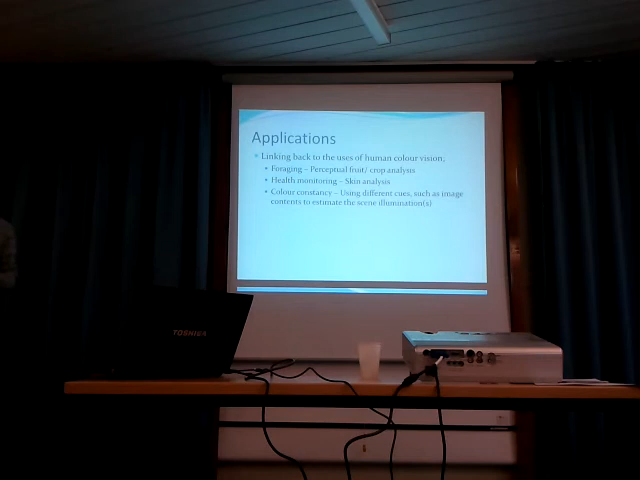 Applications
Linking back to the uses of human colour vision;
Foraging – Perceptual fruit/ crop analysis
Health monitoring – Skin analysis
Colour constancy – Using different cues, such as image
contents to estimate the scene illumination(s)
TOSHIBA